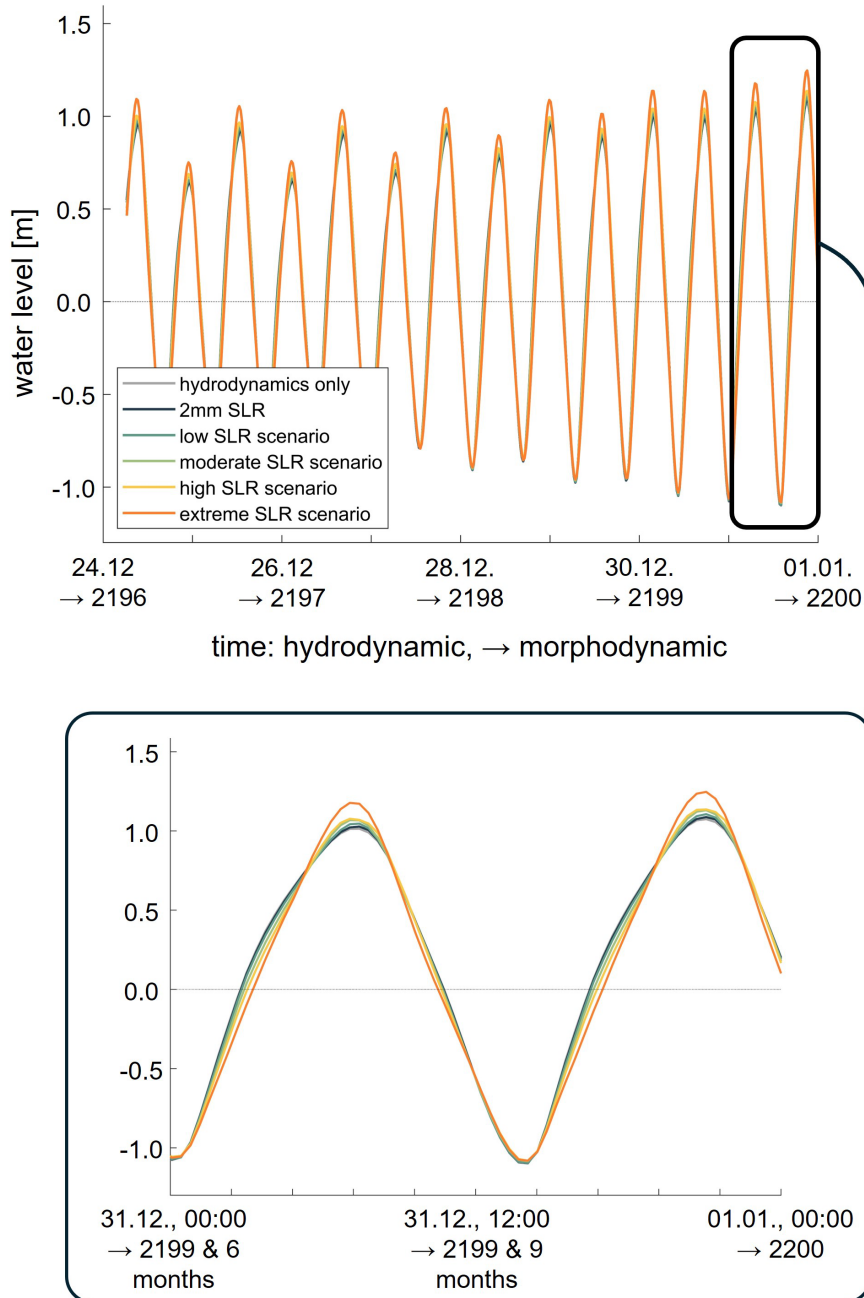 1.5
1.0
0.5
0.0
-0.5
-1.0
water level [m]
hydrodynamics only
2mm SLR
low SLR scenario
moderate SLR scenario
high SLR scenario
extreme SLR scenario
24.12 26.12 28.12. 30.12. 01.01.
→ 2196 → 2197 → 2198 → 2199 → 2200
time: hydrodynamic, → morphodynamic
1.5
1.0
0.5
0.0
-0.5
-1.0
31.12., 00:00 31.12., 12:00 01.01., 00:00
→ 2199 & 6 → 2199 & 9 → 2200
months months